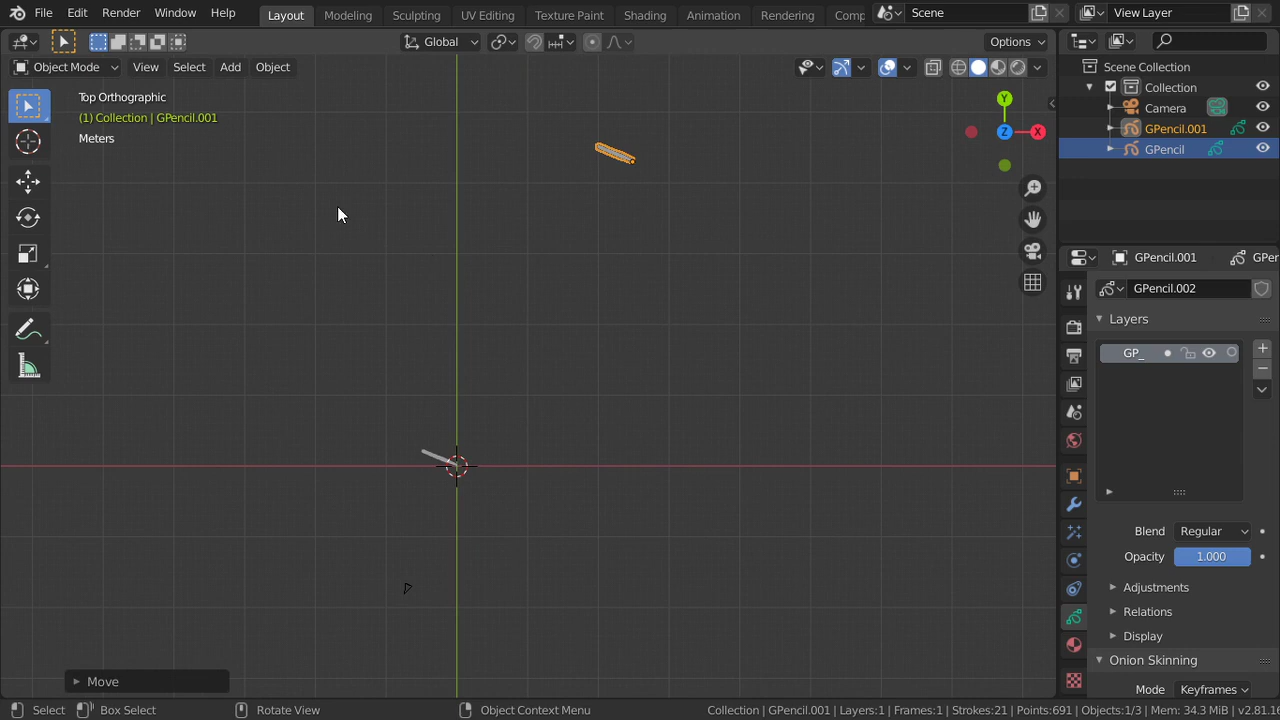 File Edit Render Window Help Layout Modeling Sculpting UV Editing Texture Paint Shading Animation Rendering Comp Scene View Layer
Global Options
Object Mode View Select Add Object
Top Orthographic
(1) Collection | GPencil.001
Meters
Y
Z
X
Scene Collection
Collection
Camera
GPencil.001
GPencil
GPencil.001 GPer
GPencil.002
Layers
GP_
Blend Regular
Opacity 1.000
Adjustments
Relations
Display
Onion Skinning
Mode Keyframes
Move
Select Box Select Rotate View Object Context Menu Collection | GPencil.001 | Layers:1 | Frames:1 | Strokes:21 | Points:691 | Objects:1/3 | Mem: 34.3 MiB | v2.81.16